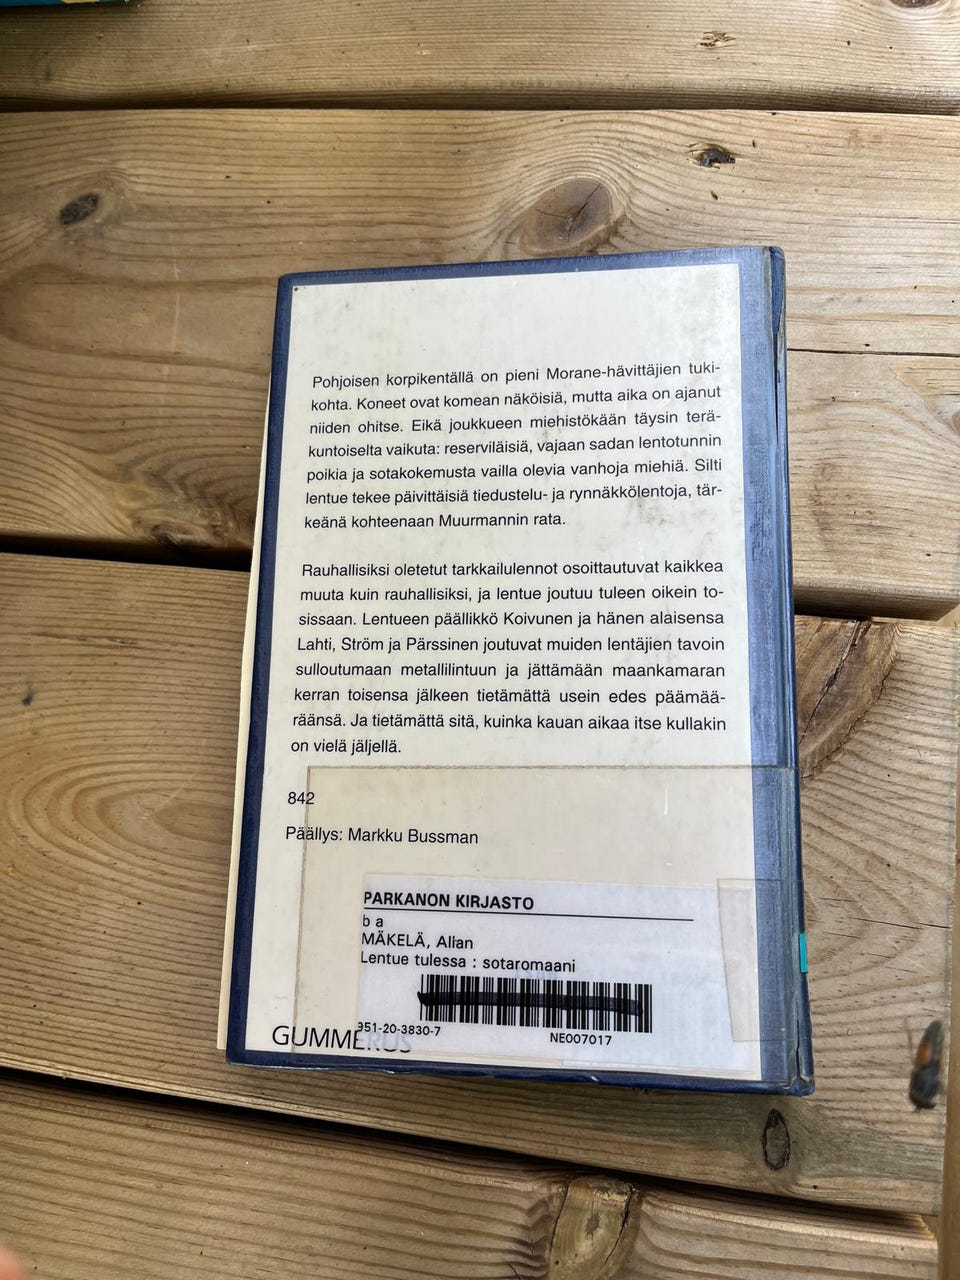 Pohjoisen korpikentällä on pieni Morane-hävittäjien tuki-
kohta. Koneet ovat komean näköisiä, mutta aika on ajanut
niiden ohitse. Eikä joukkueen miehistökään täysin terä-
kuntoiselta vaikuta: reserviläisiä, vajaan sadan lentotunnin
poikia ja sotakokemusta vailla olevia vanhoja miehiä. Silti
lentue tekee päivittäisiä tiedustelu- ja rynnäkkölentoja, tär-
keänä kohteenaan Muurmannin rata.
Rauhallisiksi oletetut tarkkailulennot osoittautuvat kaikkea
muuta kuin rauhallisiksi, ja lentue joutuu tuleen oikein to-
sissaan. Lentueen päällikkö Koivunen ja hänen alaisensa
Lahti, Ström ja Pärssinen joutuvat muiden lentäjien tavoin
sulloutumaan metallilintuun ja jättämään maankamaran
kerran toisensa jälkeen tietämättä usein edes päämää-
räänsä. Ja tietämättä sitä, kuinka kauan aikaa itse kullakin
on vielä jäljellä.
842
Päällys: Markku Bussman
PARKANON KIRJASTO
b a
MÄKELÄ, Alian
Lentue tulessa : sotaromaani
951-20-3830-7
NE007017
GUMMERUS